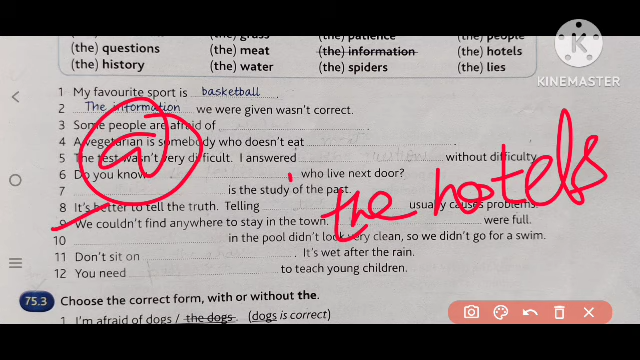 (the) grass (the) patience (the) people
(the) questions (the) meat (the) information (the) hotels
(the) history (the) water (the) spiders (the) lies
KINEMASTER
1 My favourite sport is basketball
2 The information we were given wasn't correct.
3 Some people are afraid of
4 A vegetarian is somebody who doesn't eat
5 The test wasn't very difficult. I answered without difficulty.
6 Do you know who live next door?
7 is the study of the past.
8 It's better to tell the truth. Telling usually causes problems.
9 We couldn't find anywhere to stay in the town. were full.
the hostels
10 in the pool didn't look very clean, so we didn't go for a swim.
11 Don't sit on . It's wet after the rain.
12 You need to teach young children.
75.3 Choose the correct form, with or without the.
1 I'm afraid of dogs / the dogs (dogs is correct)